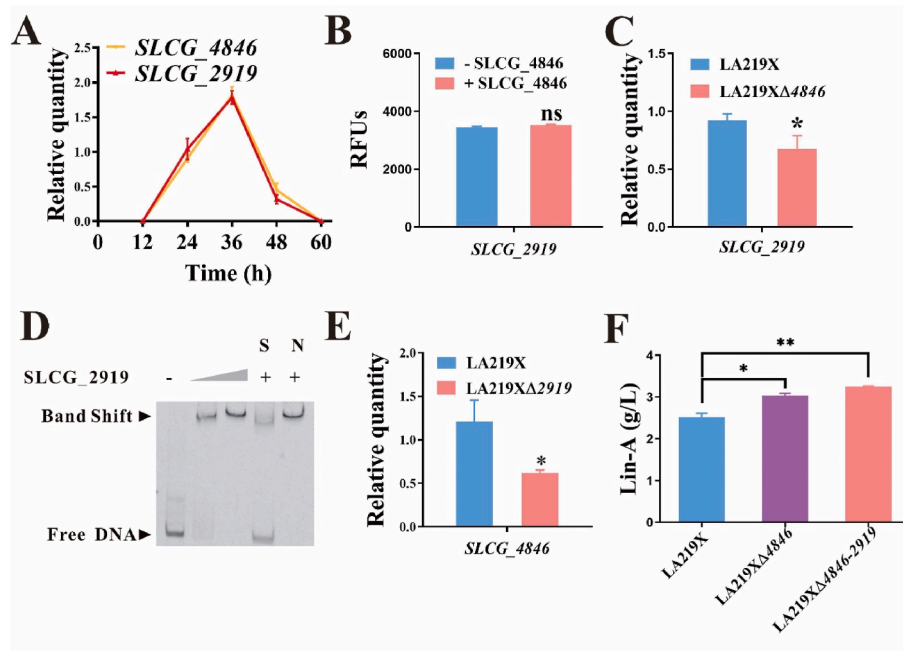 A
Relative quantity
2.5
2.0
1.5
1.0
0.5
0.0
SLCG_4846
SLCG_2919
0 12 24 36 48 60
Time (h)
B
RFUs
6000
4000
2000
0
- SLCG_4846
+ SLCG_4846
ns
SLCG_2919
C
Relative quantity
1.5
1.0
0.5
0.0
LA219X
LA219XΔ4846
*
SLCG_2919
D
S N
SLCG_2919 - + +
Band Shift
Free DNA
E
Relative quantity
2.0
1.5
1.0
0.5
0.0
LA219X
LA219XΔ2919
*
SLCG_4846
F
Lin-A (g/L)
4
3
2
1
0
*
**
LA219X
LA219XΔ4846
LA219XΔ4846-2919